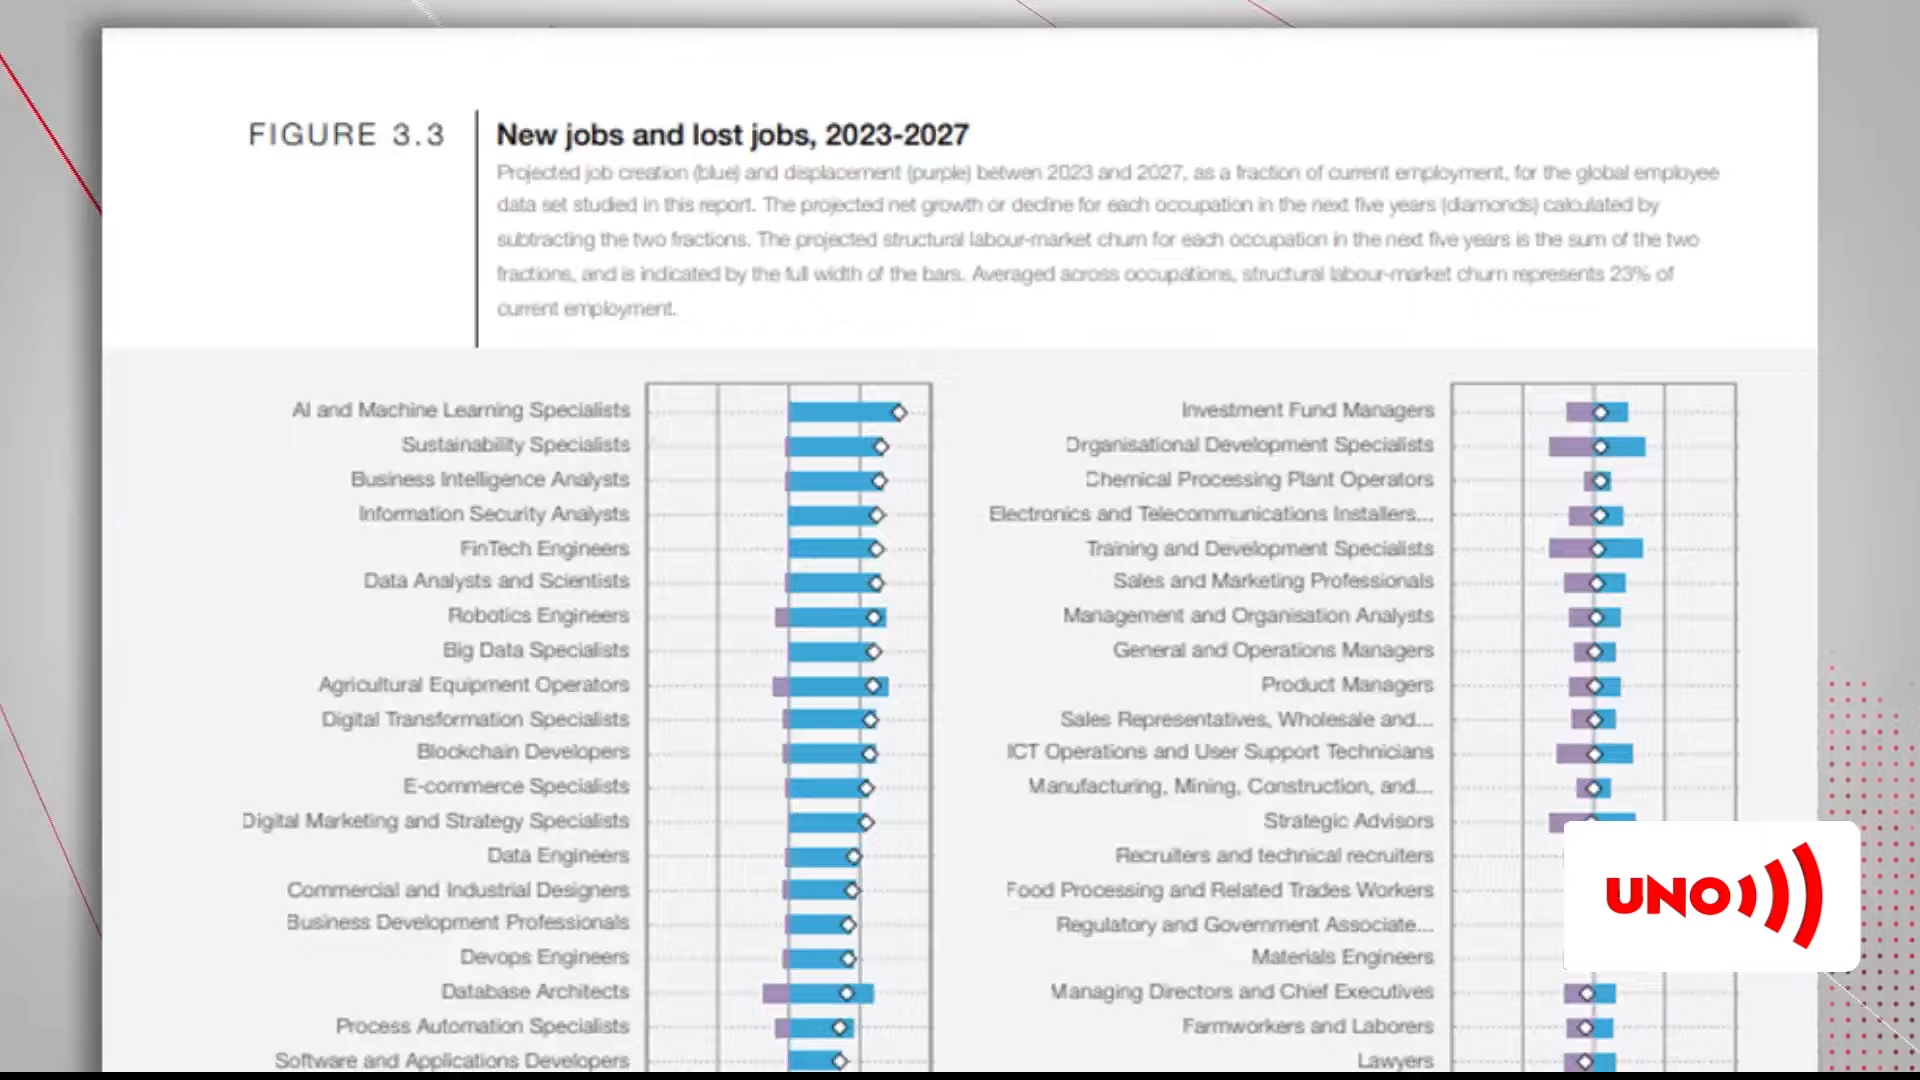 FIGURE 3.3
New jobs and lost jobs, 2023-2027
Projected job creation (blue) and displacement (purple) betwen 2023 and 2027, as a fraction of current employment, for the global employee
data set studied in this report. The projected net growth or decline for each occupation in the next five years (diamonds) calculated by
subtracting the two fractions. The projected structural labour-market churn for each occupation in the next five years is the sum of the two
fractions, and is indicated by the full width of the bars. Averaged across occupations, structural labour-market churn represents 23% of
current employment.
AI and Machine Learning Specialists
Sustainability Specialists
Business Intelligence Analysts
Information Security Analysts
FinTech Engineers
Data Analysts and Scientists
Robotics Engineers
Big Data Specialists
Agricultural Equipment Operators
Digital Transformation Specialists
Blockchain Developers
E-commerce Specialists
Digital Marketing and Strategy Specialists
Data Engineers
Commercial and Industrial Designers
Business Development Professionals
Devops Engineers
Database Architects
Process Automation Specialists
Software and Applications Developers
Investment Fund Managers
Organisational Development Specialists
Chemical Processing Plant Operators
Electronics and Telecommunications Installers...
Training and Development Specialists
Sales and Marketing Professionals
Management and Organisation Analysts
General and Operations Managers
Product Managers
Sales Representatives, Wholesale and...
ICT Operations and User Support Technicians
Manufacturing, Mining, Construction, and...
Strategic Advisors
Recruiters and technical recruiters
Food Processing and Related Trades Workers
Regulatory and Government Associate...
Materials Engineers
Managing Directors and Chief Executives
Farmworkers and Laborers
Lawyers
UNO